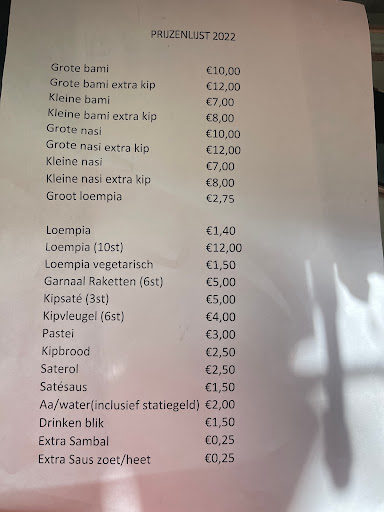 PRIJZENLIJST 2022
Grote bami €10,00
Grote bami extra kip €12,00
Kleine bami €7,00
Kleine bami extra kip €8,00
Grote nasi €10,00
Grote nasi extra kip €12,00
Kleine nasi €7,00
Kleine nasi extra kip €8,00
Groot loempia €2,75
Loempia €1,40
Loempia (10st) €12,00
Loempia vegetarisch €1,50
Garnaal Raketten (6st) €5,00
Kipsaté (3st) €5,00
Kipvleugel (6st) €4,00
Pastei €3,00
Kipbrood €2,50
Saterol €2,50
Satésaus €1,50
Aa/water(inclusief statiegeld) €2,00
Drinken blik €1,50
Extra Sambal €0,25
Extra Saus zoet/heet €0,25